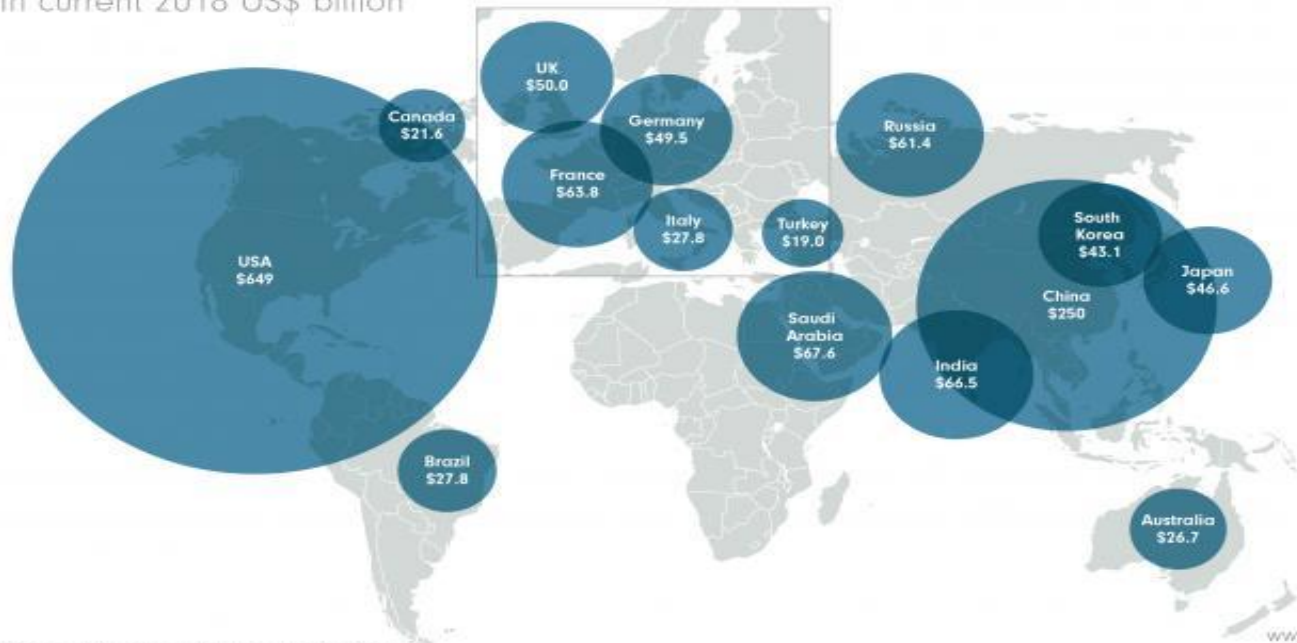 in current 2018 US$ billion
UK
$50.0
Canada
$21.6
Germany
$49.5
Russia
$61.4
France
$63.8
Italy
$27.8
Turkey
$19.0
South
Korea
$43.1
USA
$649
Japan
$46.6
China
$250
Saudi
Arabia
$67.6
India
$66.5
Brazil
$27.8
Australia
$26.7